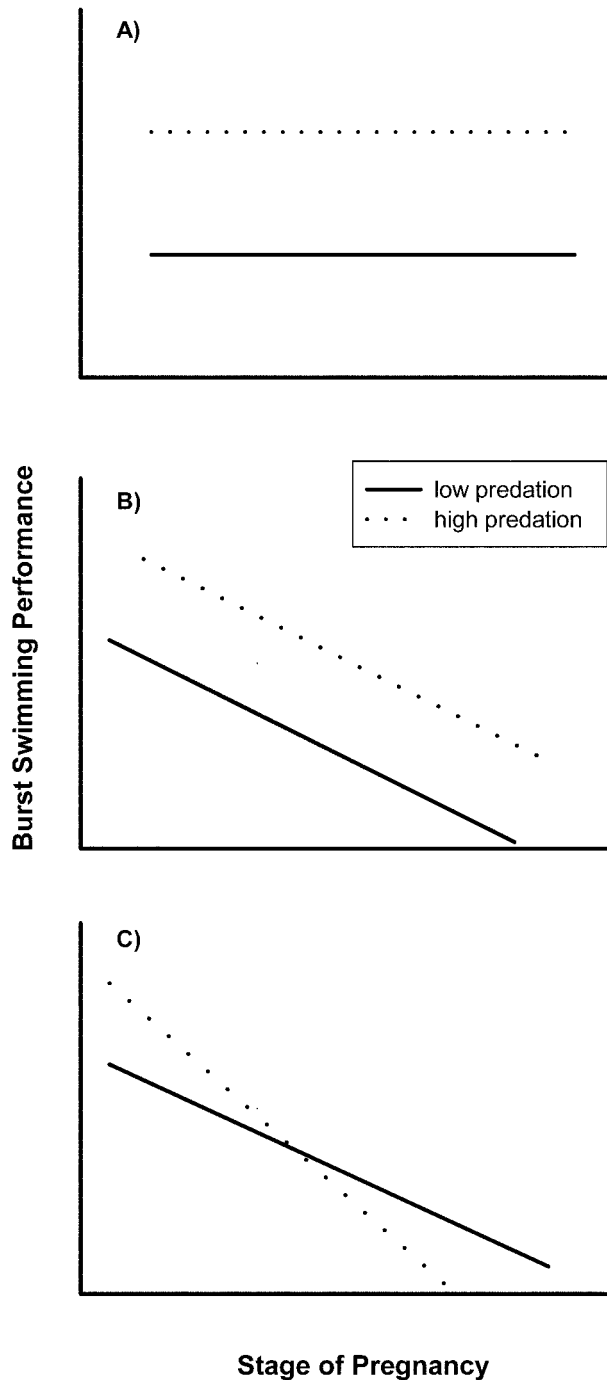 A)
B)
low predation
high predation
Burst Swimming Performance
C)
Stage of Pregnancy